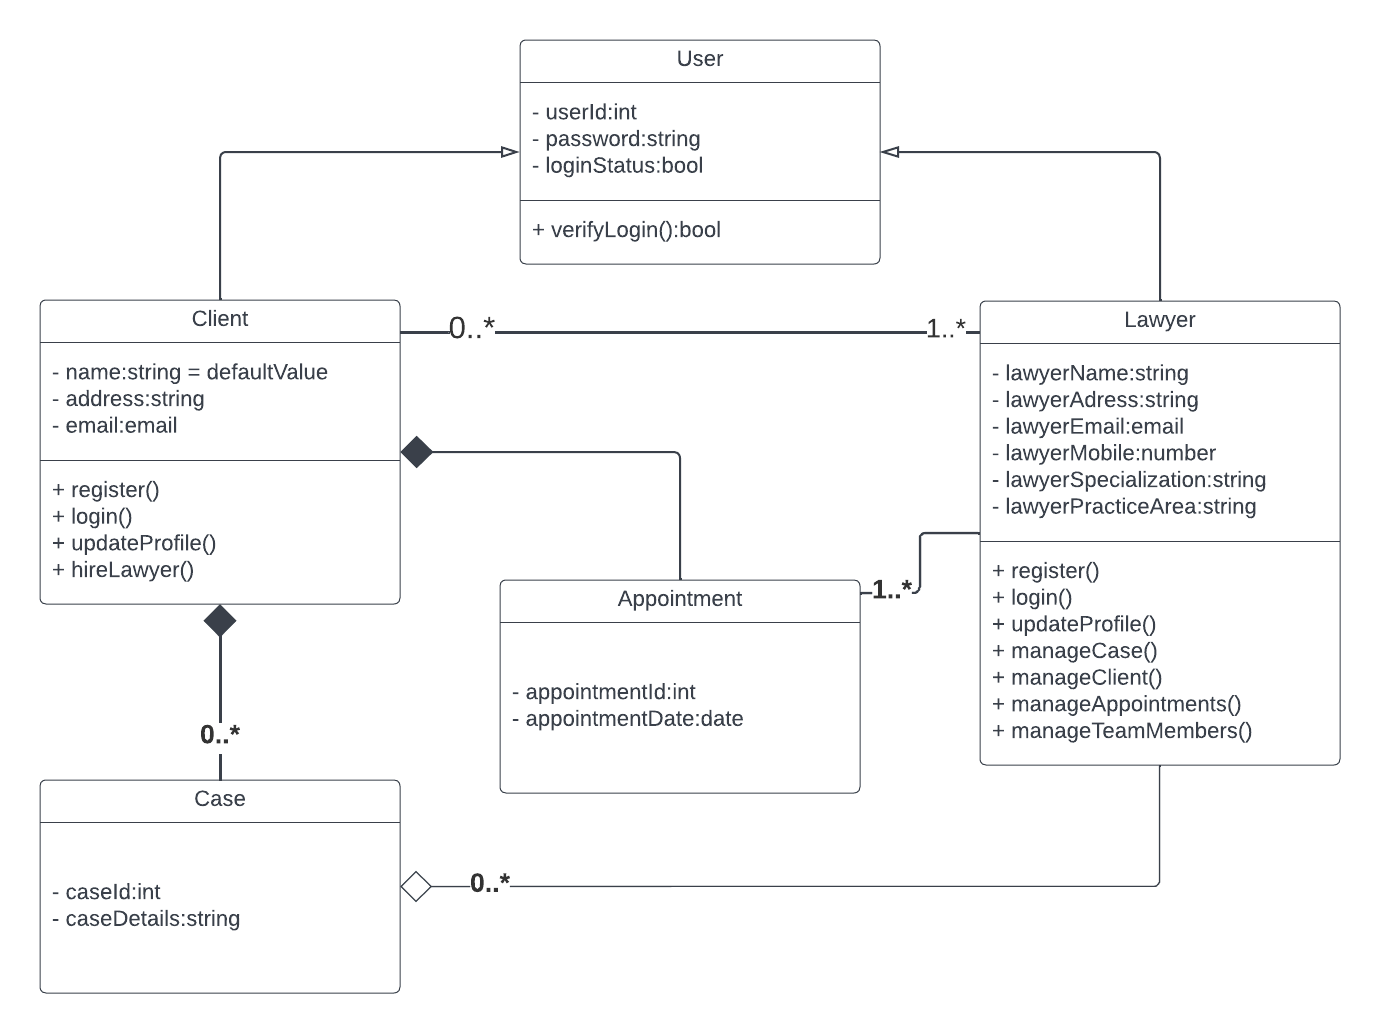 User
- userId:int
- password:string
- loginStatus:bool
+ verifyLogin():bool
Client
- name:string = defaultValue
- address:string
- email:email
+ register()
+ login()
+ updateProfile()
+ hireLawyer()
0..*
1..*
Lawyer
- lawyerName:string
- lawyerAdress:string
- lawyerEmail:email
- lawyerMobile:number
- lawyerSpecialization:string
- lawyerPracticeArea:string
+ register()
+ login()
+ updateProfile()
+ manageCase()
+ manageClient()
+ manageAppointments()
+ manageTeamMembers()
Appointment
- appointmentId:int
- appointmentDate:date
1..*
0..*
Case
- caseId:int
- caseDetails:string
0..*